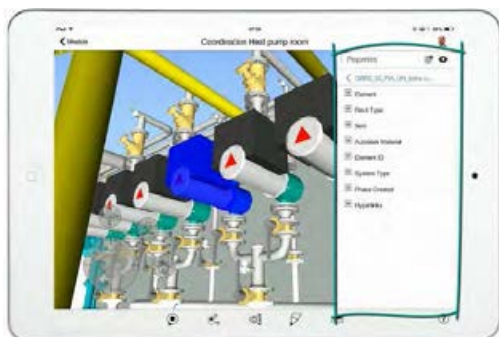 Models
Coordination Heat pump room
Properties
Element
Revit Type
Item
Autodesk Material
Element ID
System Type
Phase Created
Hyperlinks